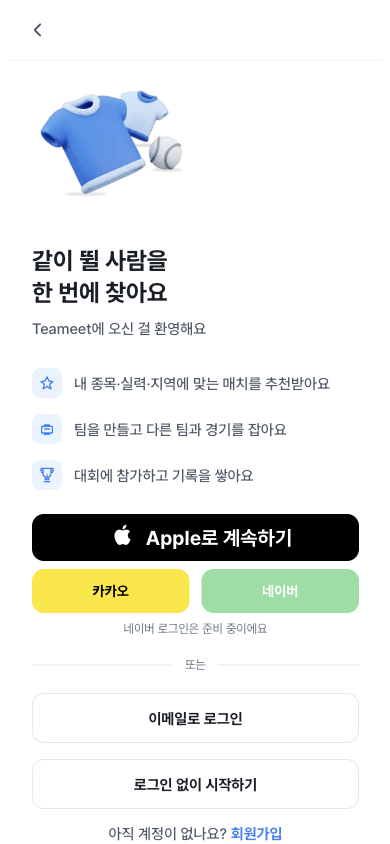 같이 뛸 사람을
한 번에 찾아요
Teameet에 오신 걸 환영해요
내 종목·실력·지역에 맞는 매치를 추천받아요
팀을 만들고 다른 팀과 경기를 잡아요
대회에 참가하고 기록을 쌓아요
Apple로 계속하기
카카오
네이버
네이버 로그인은 준비 중이에요
또는
이메일로 로그인
로그인 없이 시작하기
아직 계정이 없나요? 회원가입